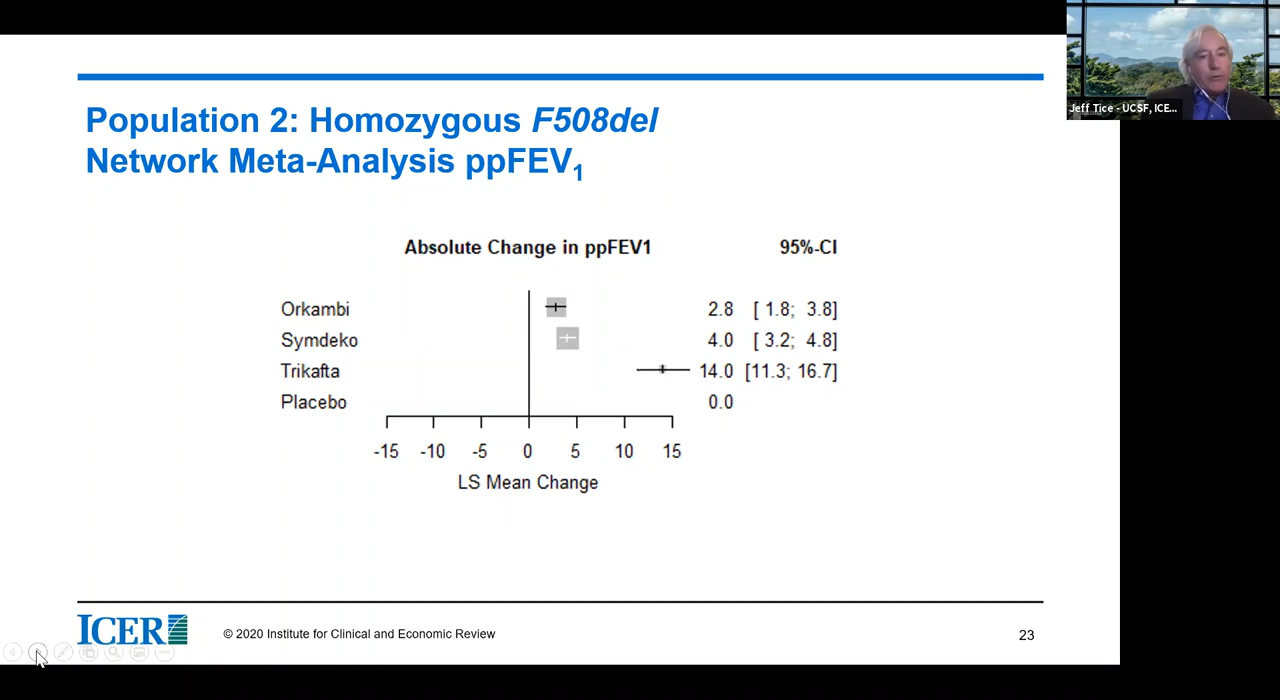 Jeff Tice - UCSF, ICE...
Population 2: Homozygous F508del
Network Meta-Analysis ppFEV₁
Absolute Change in ppFEV1 95%-CI
Orkambi 2.8 [ 1.8; 3.8]
Symdeko 4.0 [ 3.2; 4.8]
Trikafta 14.0 [11.3; 16.7]
Placebo 0.0
-15 -10 -5 0 5 10 15
LS Mean Change
ICER
© 2020 Institute for Clinical and Economic Review
23